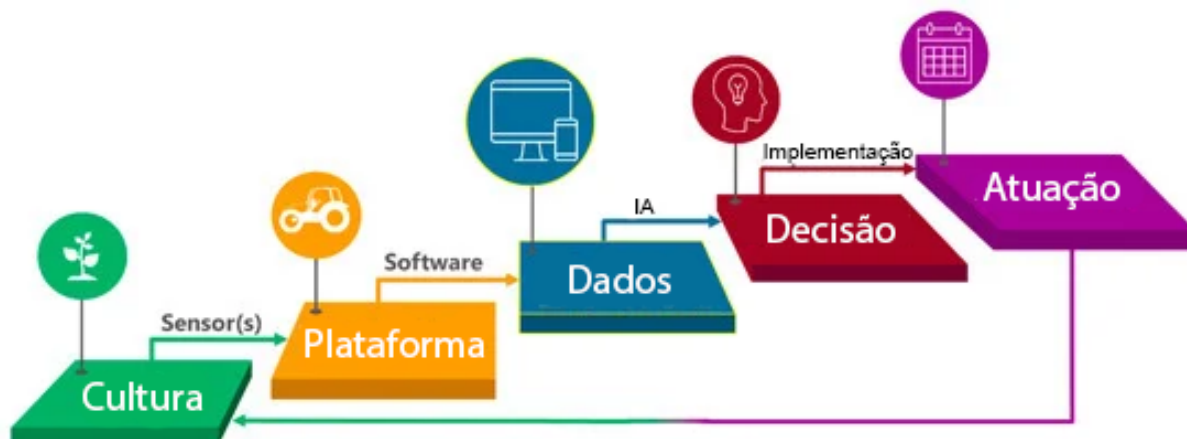 Cultura
Sensor(s)
Plataforma
Software
Dados
IA
Decisão
Implementação
Atuação